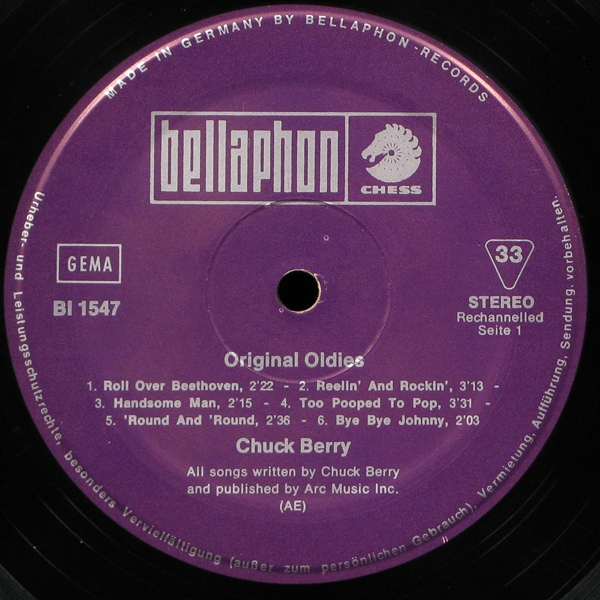 MADE IN GERMANY BY BELLAPHON-RECORDS
bellaphon
CHESS
GEMA
BI 1547
33
STEREO
Rechannelled
Seite 1
Original Oldies
1. Roll Over Beethoven, 2'22 - 2. Reelin' And Rockin', 3'13 -
3. Handsome Man, 2'15 - 4. Too Pooped To Pop, 3'31 -
5. 'Round And 'Round, 2'36 - 6. Bye Bye Johnny, 2'03
Chuck Berry
All songs written by Chuck Berry
and published by Arc Music Inc.
(AE)
Urheber- und Leistungsschutzrechte, besonders Vervielfältigung (außer zum persönlichen Gebrauch), Vermietung, Aufführung, Sendung, vorbehalten.